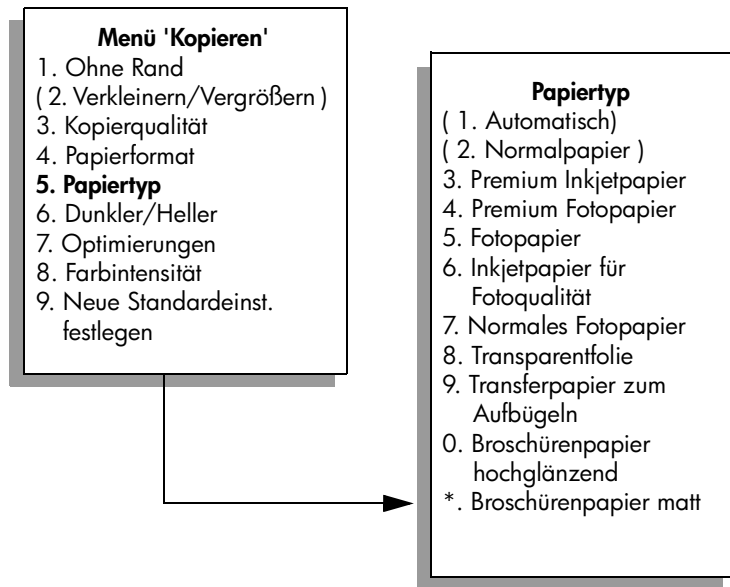 Menü 'Kopieren'
1. Ohne Rand
( 2. Verkleinern/Vergrößern )
3. Kopierqualität
4. Papierformat
5. Papiertyp
6. Dunkler/Heller
7. Optimierungen
8. Farbintensität
9. Neue Standardeinst.
festlegen
Papiertyp
( 1. Automatisch)
( 2. Normalpapier )
3. Premium Inkjetpapier
4. Premium Fotopapier
5. Fotopapier
6. Inkjetpapier für
Fotoqualität
7. Normales Fotopapier
8. Transparentfolie
9. Transferpapier zum
Aufbügeln
0. Broschürenpapier
hochglänzend
*. Broschürenpapier matt